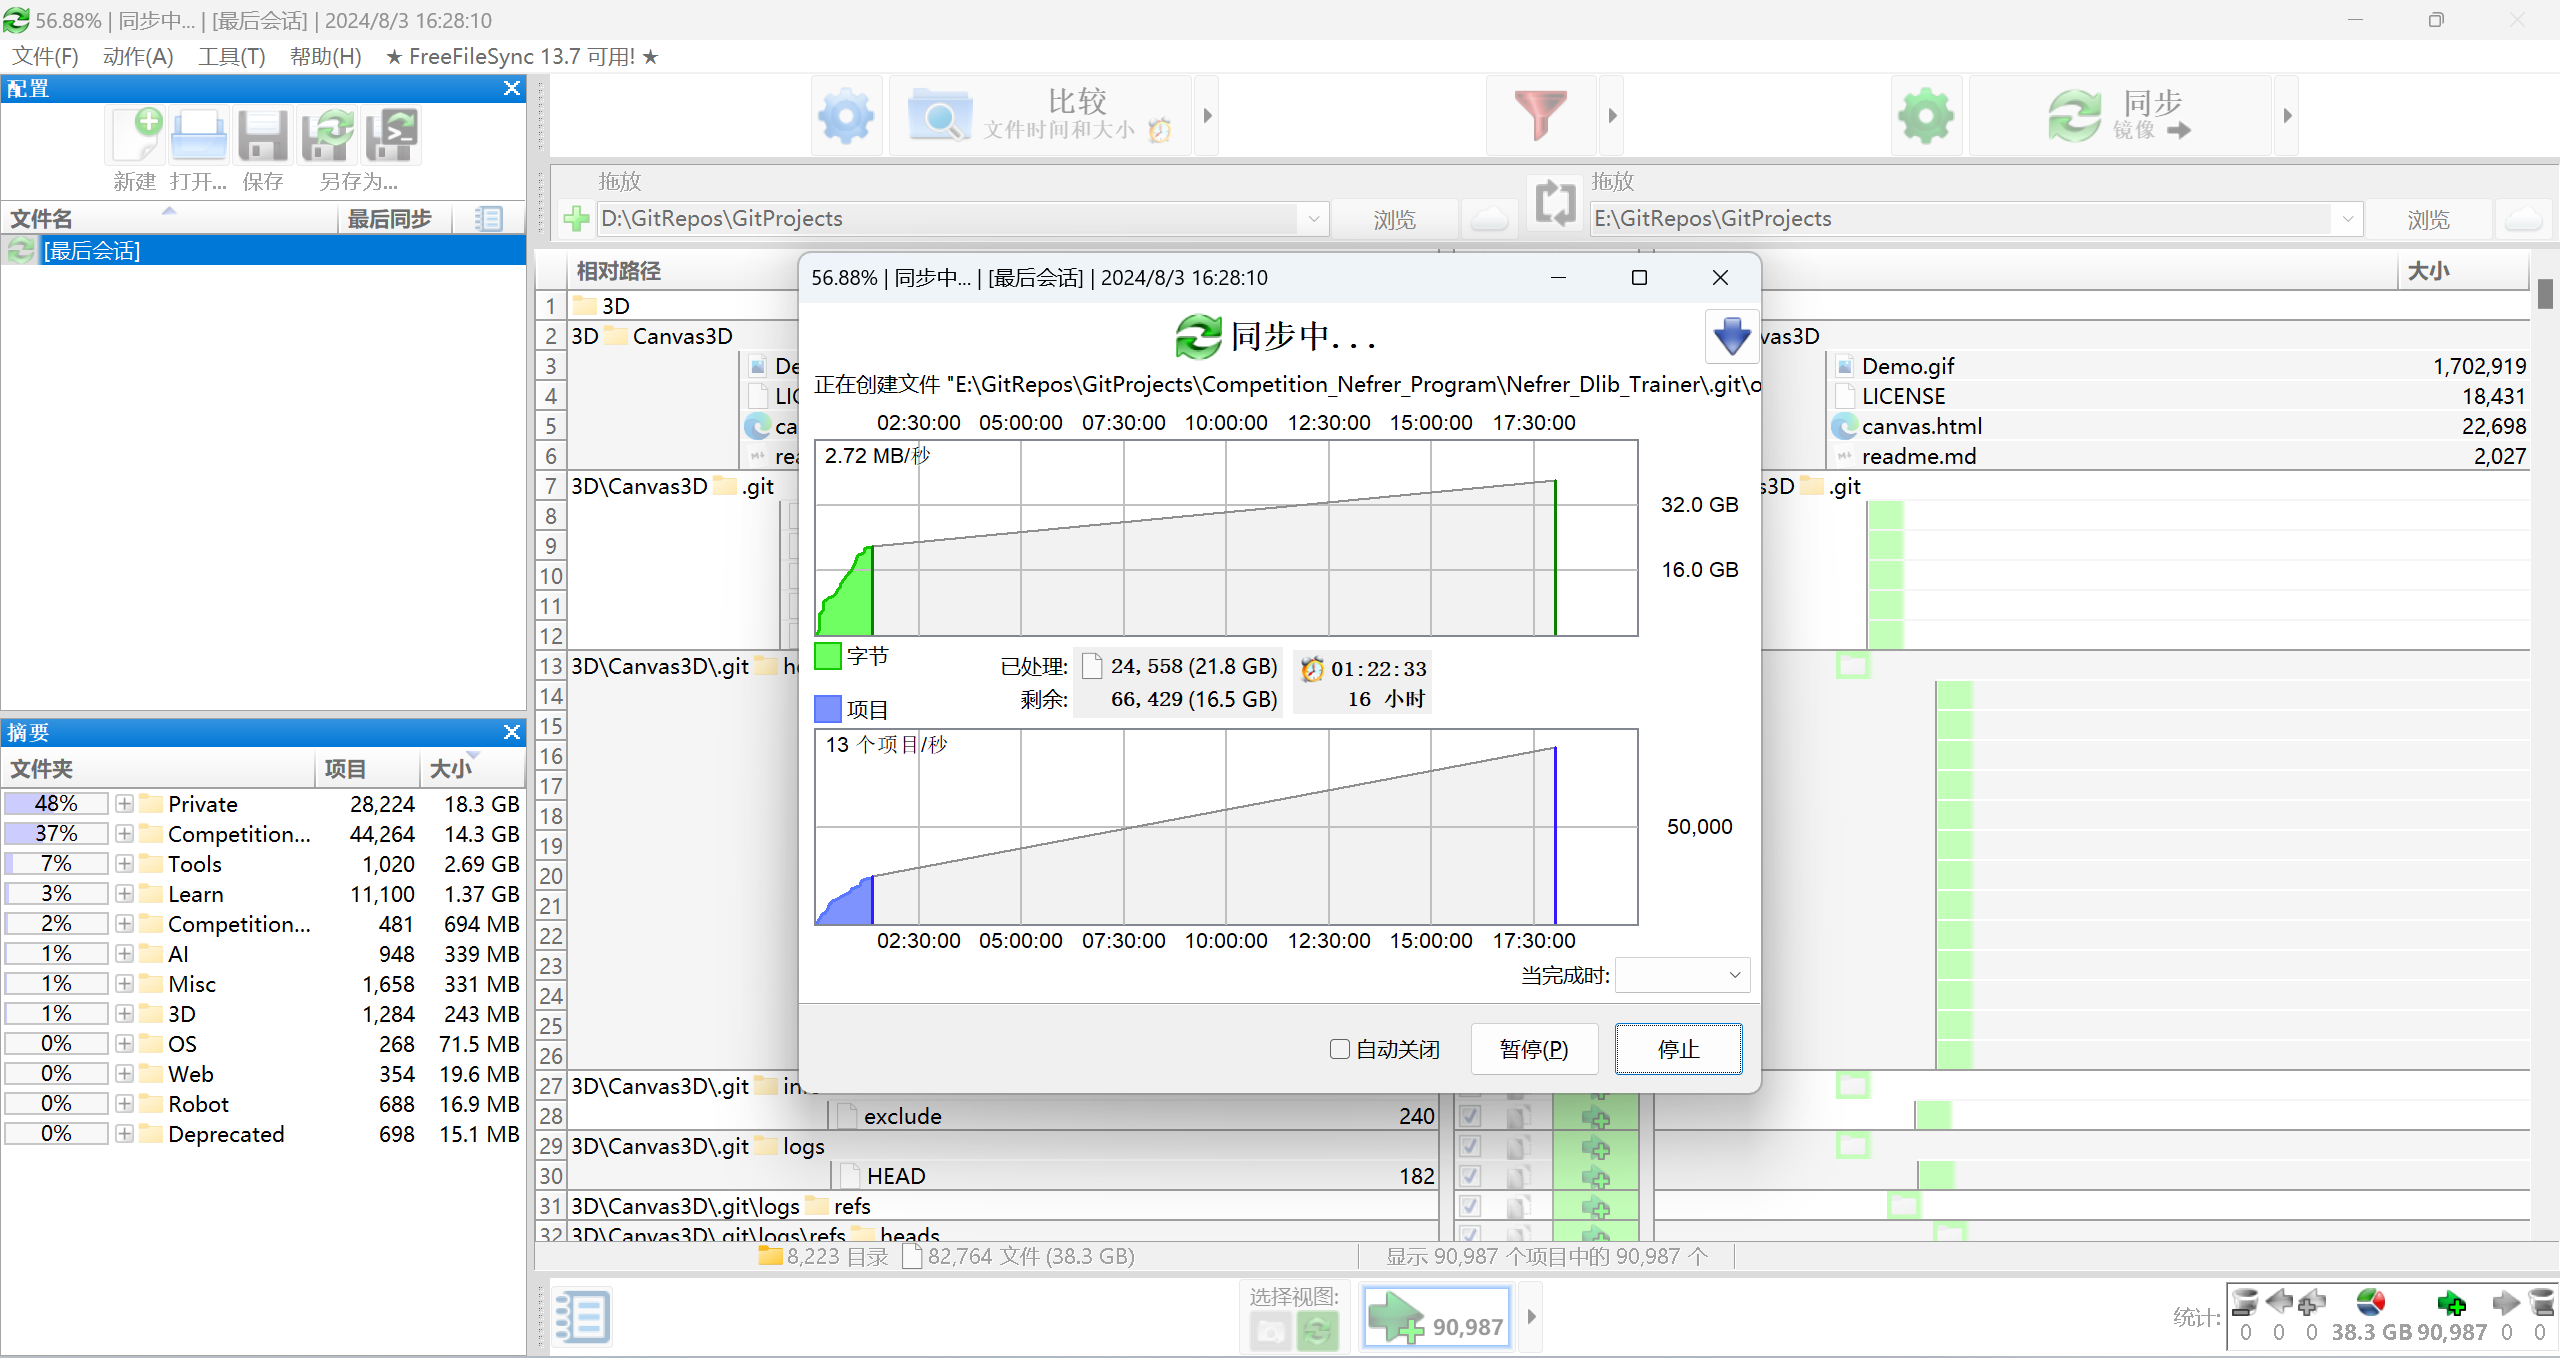 56.88% | 同步中... | [最后会话] | 2024/8/3 16:28:10
文件(F) 动作(A) 工具(T) 帮助(H) ★ FreeFileSync 13.7 可用! ★
配置
新建 打开... 保存 另存为...
文件名 最后同步
[最后会话]
比较
文件时间和大小
同步
镜像
拖放
D:\GitRepos\GitProjects 浏览
拖放
E:\GitRepos\GitProjects 浏览
相对路径
大小
1 3D
2 3D Canvas3D
3 De
4 LIC
5 ca
6 rea
7 3D\Canvas3D .git
8
9
10
11
12
13 3D\Canvas3D\.git h
14
15
16
17
18
19
20
21
22
23
24
25
26
27 3D\Canvas3D\.git in
28 exclude 240
29 3D\Canvas3D\.git logs
30 HEAD 182
31 3D\Canvas3D\.git\logs refs
32 3D\Canvas3D\.git\logs\refs heads
vas3D
Demo.gif 1,702,919
LICENSE 18,431
canvas.html 22,698
readme.md 2,027
s3D .git
56.88% | 同步中... | [最后会话] | 2024/8/3 16:28:10
同步中...
正在创建文件 "E:\GitRepos\GitProjects\Competition_Nefrer_Program\Nefrer_Dlib_Trainer\.git\o
02:30:00 05:00:00 07:30:00 10:00:00 12:30:00 15:00:00 17:30:00
2.72 MB/秒
32.0 GB
16.0 GB
字节
已处理: 24,558 (21.8 GB) 01:22:33
剩余: 66,429 (16.5 GB) 16 小时
项目
13 个项目/秒
50,000
02:30:00 05:00:00 07:30:00 10:00:00 12:30:00 15:00:00 17:30:00
当完成时:
自动关闭 暂停(P) 停止
摘要
文件夹 项目 大小
48% Private 28,224 18.3 GB
37% Competition... 44,264 14.3 GB
7% Tools 1,020 2.69 GB
3% Learn 11,100 1.37 GB
2% Competition... 481 694 MB
1% AI 948 339 MB
1% Misc 1,658 331 MB
1% 3D 1,284 243 MB
0% OS 268 71.5 MB
0% Web 354 19.6 MB
0% Robot 688 16.9 MB
0% Deprecated 698 15.1 MB
8,223 目录 82,764 文件 (38.3 GB) 显示 90,987 个项目中的 90,987 个
选择视图:
90,987
统计:
0 0 0 38.3 GB 90,987 0 0